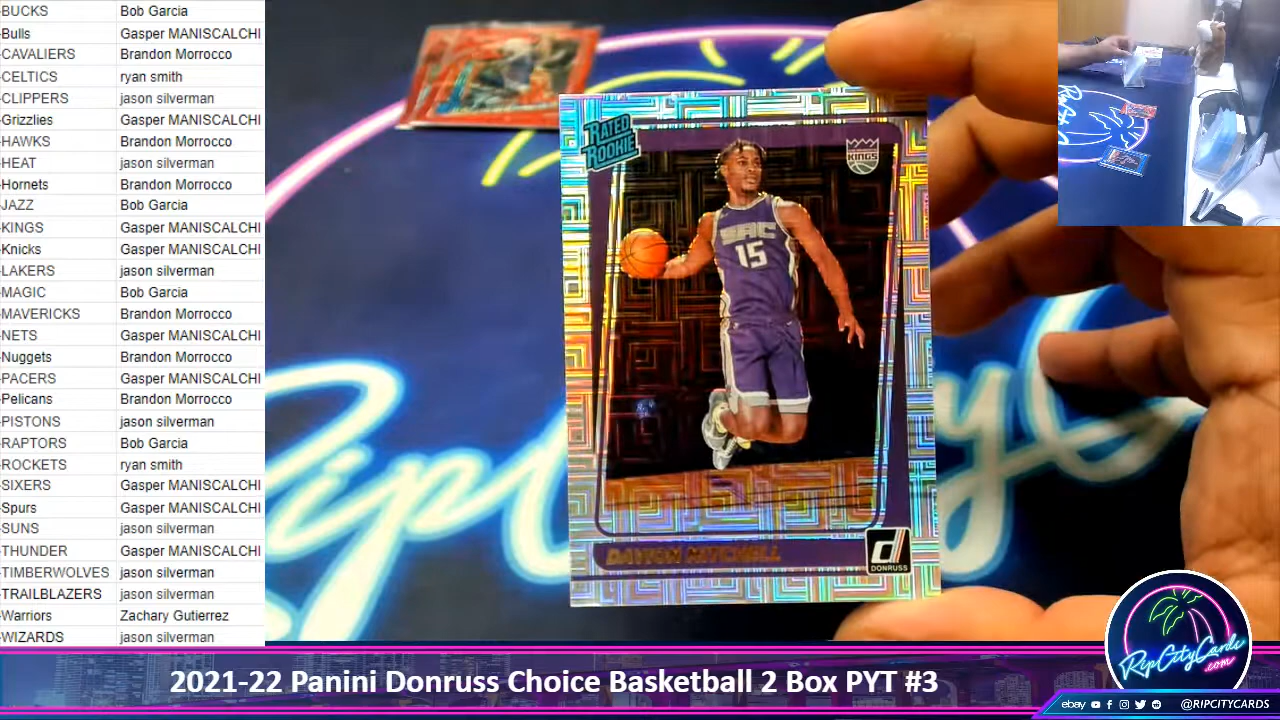 -BUCKS Bob Garcia
-Bulls Gasper MANISCALCHI
-CAVALIERS Brandon Morrocco
-CELTICS ryan smith
-CLIPPERS jason silverman
-Grizzlies Gasper MANISCALCHI
-HAWKS Brandon Morrocco
-HEAT jason silverman
-Hornets Brandon Morrocco
-JAZZ Bob Garcia
-KINGS Gasper MANISCALCHI
-Knicks Gasper MANISCALCHI
-LAKERS jason silverman
-MAGIC Bob Garcia
-MAVERICKS Brandon Morrocco
-NETS Gasper MANISCALCHI
-Nuggets Brandon Morrocco
-PACERS Gasper MANISCALCHI
-Pelicans Brandon Morrocco
-PISTONS jason silverman
-RAPTORS Bob Garcia
-ROCKETS ryan smith
-SIXERS Gasper MANISCALCHI
-Spurs Gasper MANISCALCHI
-SUNS jason silverman
-THUNDER Gasper MANISCALCHI
-TIMBERWOLVES jason silverman
-TRAILBLAZERS jason silverman
-Warriors Zachary Gutierrez
-WIZARDS jason silverman
RATED
ROOKIE
KINGS
SAC
15
DAVION MITCHELL
d
DONRUSS
RipCityCards
.com
2021-22 Panini Donruss Choice Basketball 2 Box PYT #3
ebay @RIPCITYCARDS